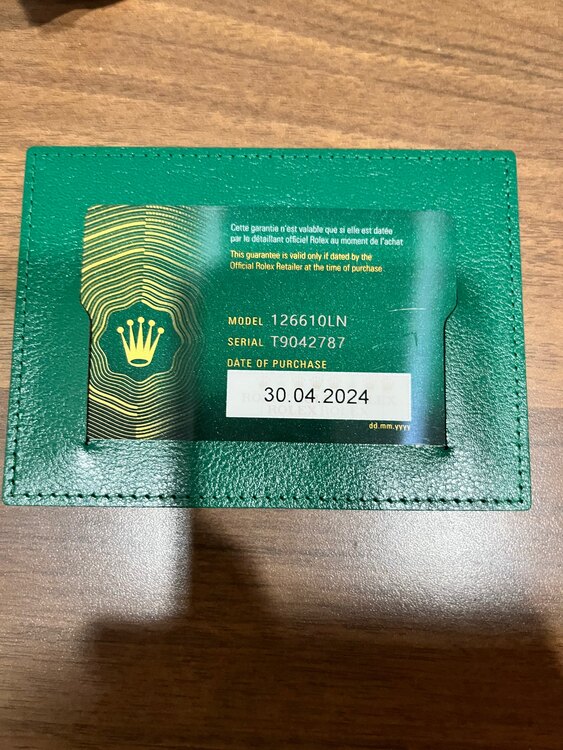 Cette garantie n'est valable que si elle est datée
par le détaillant officiel Rolex au moment de l'achat
This guarantee is valid only if dated by the
Official Rolex Retailer at the time of purchase
MODEL 126610LN
SERIAL T9042787
DATE OF PURCHASE
30.04.2024
dd.mm.yyyy